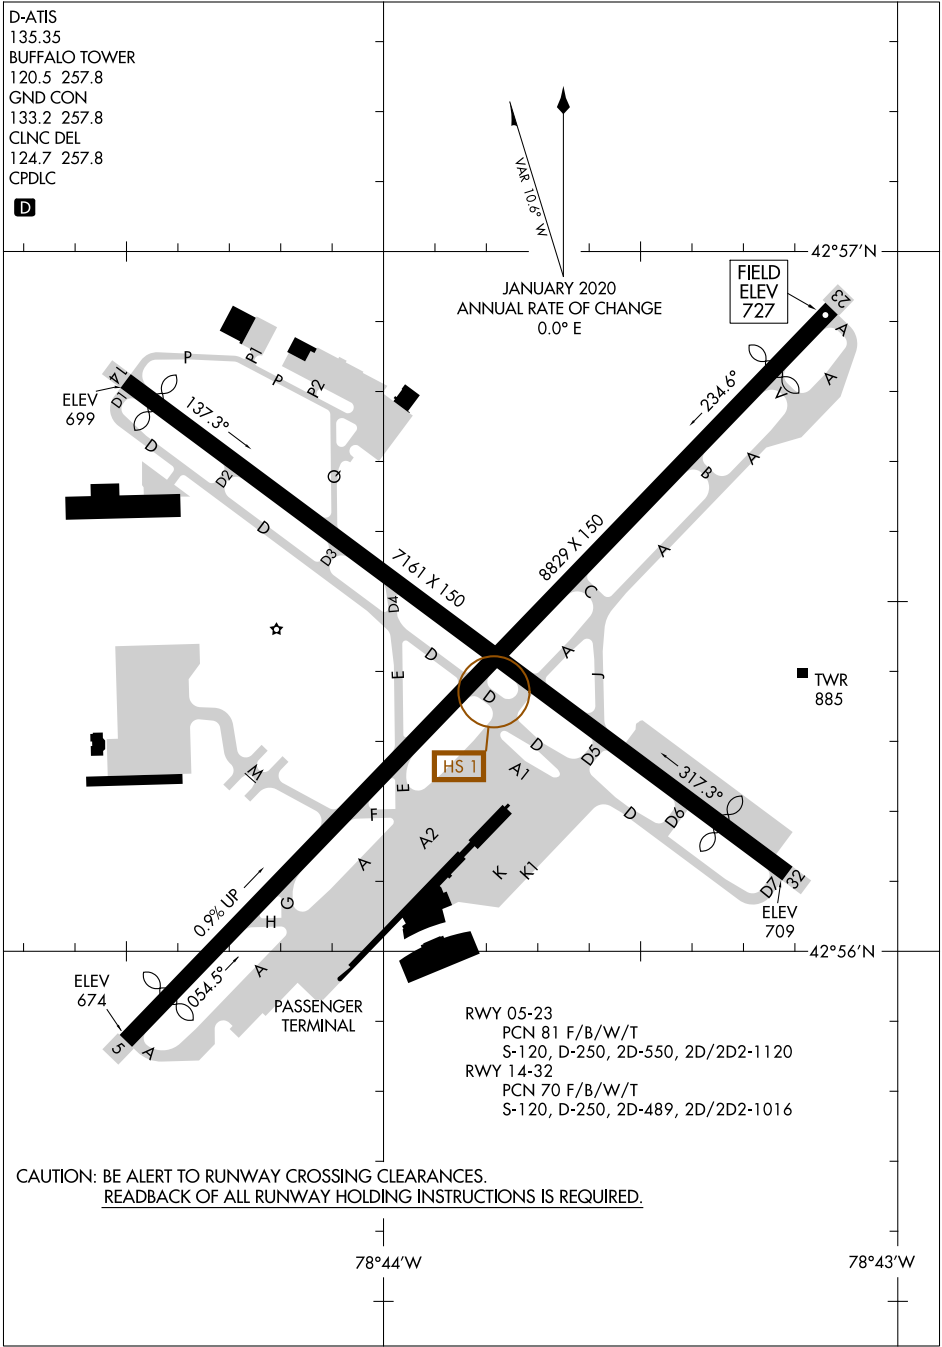 D-ATIS
135.35
BUFFALO TOWER
120.5 257.8
GND CON
133.2 257.8
CLNC DEL
124.7 257.8
CPDLC
D
VAR 10.6° W
JANUARY 2020
ANNUAL RATE OF CHANGE
0.0° E
42°57'N
FIELD
ELEV
727
23
A
A
V
234.6°
A
B
A
8829 X 150
C
A
J
P
P1
P
P2
14
D1
ELEV
699
137.3°
D
D2
Q
D
D3
7161 X 150
D4
D
E
D
HS 1
D
A1
D5
TWR
885
317.3°
D
D6
D7
32
ELEV
709
M
E
F
A
A2
K
K1
0.9% UP
G
H
A
054.5°
42°56'N
ELEV
674
5
A
PASSENGER
TERMINAL
RWY 05-23
PCN 81 F/B/W/T
S-120, D-250, 2D-550, 2D/2D2-1120
RWY 14-32
PCN 70 F/B/W/T
S-120, D-250, 2D-489, 2D/2D2-1016
CAUTION: BE ALERT TO RUNWAY CROSSING CLEARANCES.
READBACK OF ALL RUNWAY HOLDING INSTRUCTIONS IS REQUIRED.
78°44'W
78°43'W